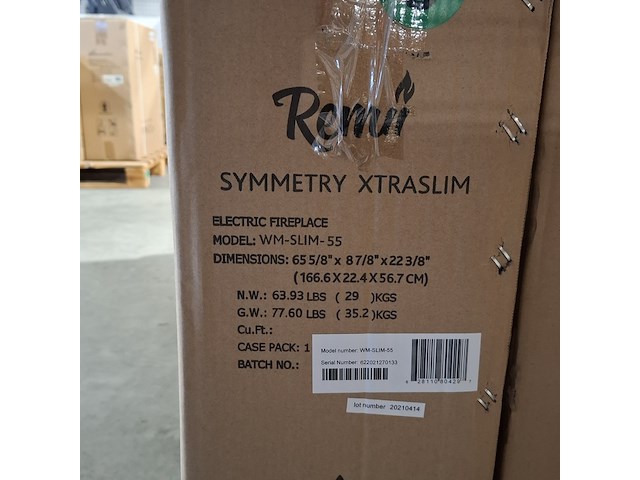 Remii
SYMMETRY XTRASLIM
ELECTRIC FIREPLACE
MODEL: WM-SLIM-55
DIMENSIONS: 65 5/8" x 8 7/8" x 22 3/8"
(166.6 X 22.4 X 56.7 CM)
N.W.: 63.93 LBS ( 29 )KGS
G.W.: 77.60 LBS ( 35.2 )KGS
Cu.Ft.:
CASE PACK: 1
BATCH NO.:
Model number: WM-SLIM-55
Serial Number: 622021270133
lot number :20210414